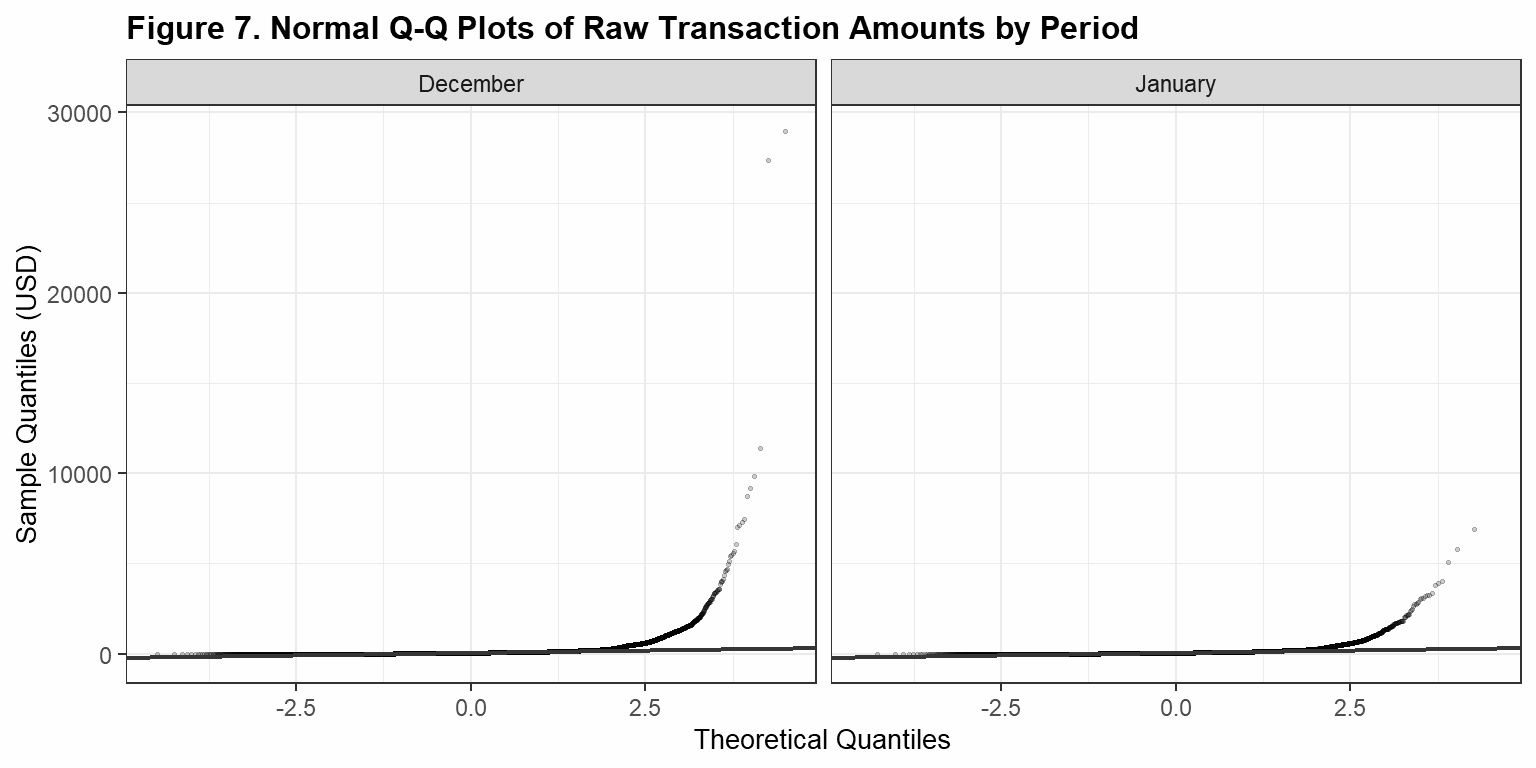 Figure 7. Normal Q-Q Plots of Raw Transaction Amounts by Period
December
January
Sample Quantiles (USD)
30000
20000
10000
0
-2.5 0.0 2.5
-2.5 0.0 2.5
Theoretical Quantiles